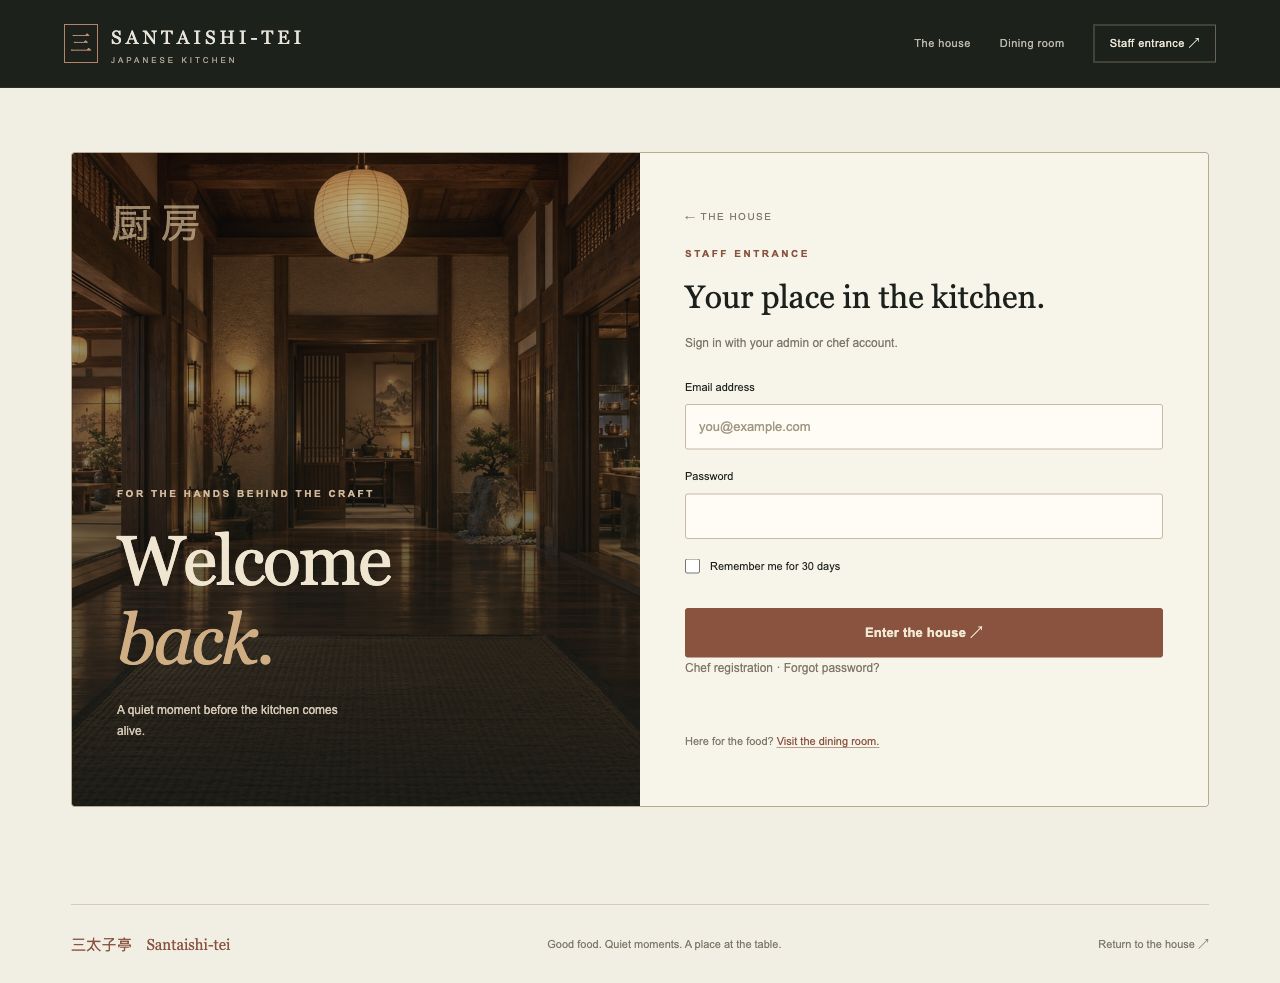 三
SANTAISHI-TEI
JAPANESE KITCHEN
The house
Dining room
Staff entrance ↗
厨房
FOR THE HANDS BEHIND THE CRAFT
Welcome
back.
A quiet moment before the kitchen comes
alive.
← THE HOUSE
STAFF ENTRANCE
Your place in the kitchen.
Sign in with your admin or chef account.
Email address
you@example.com
Password
Remember me for 30 days
Enter the house ↗
Chef registration · Forgot password?
Here for the food? Visit the dining room.
三太子亭 Santaishi-tei
Good food. Quiet moments. A place at the table.
Return to the house ↗